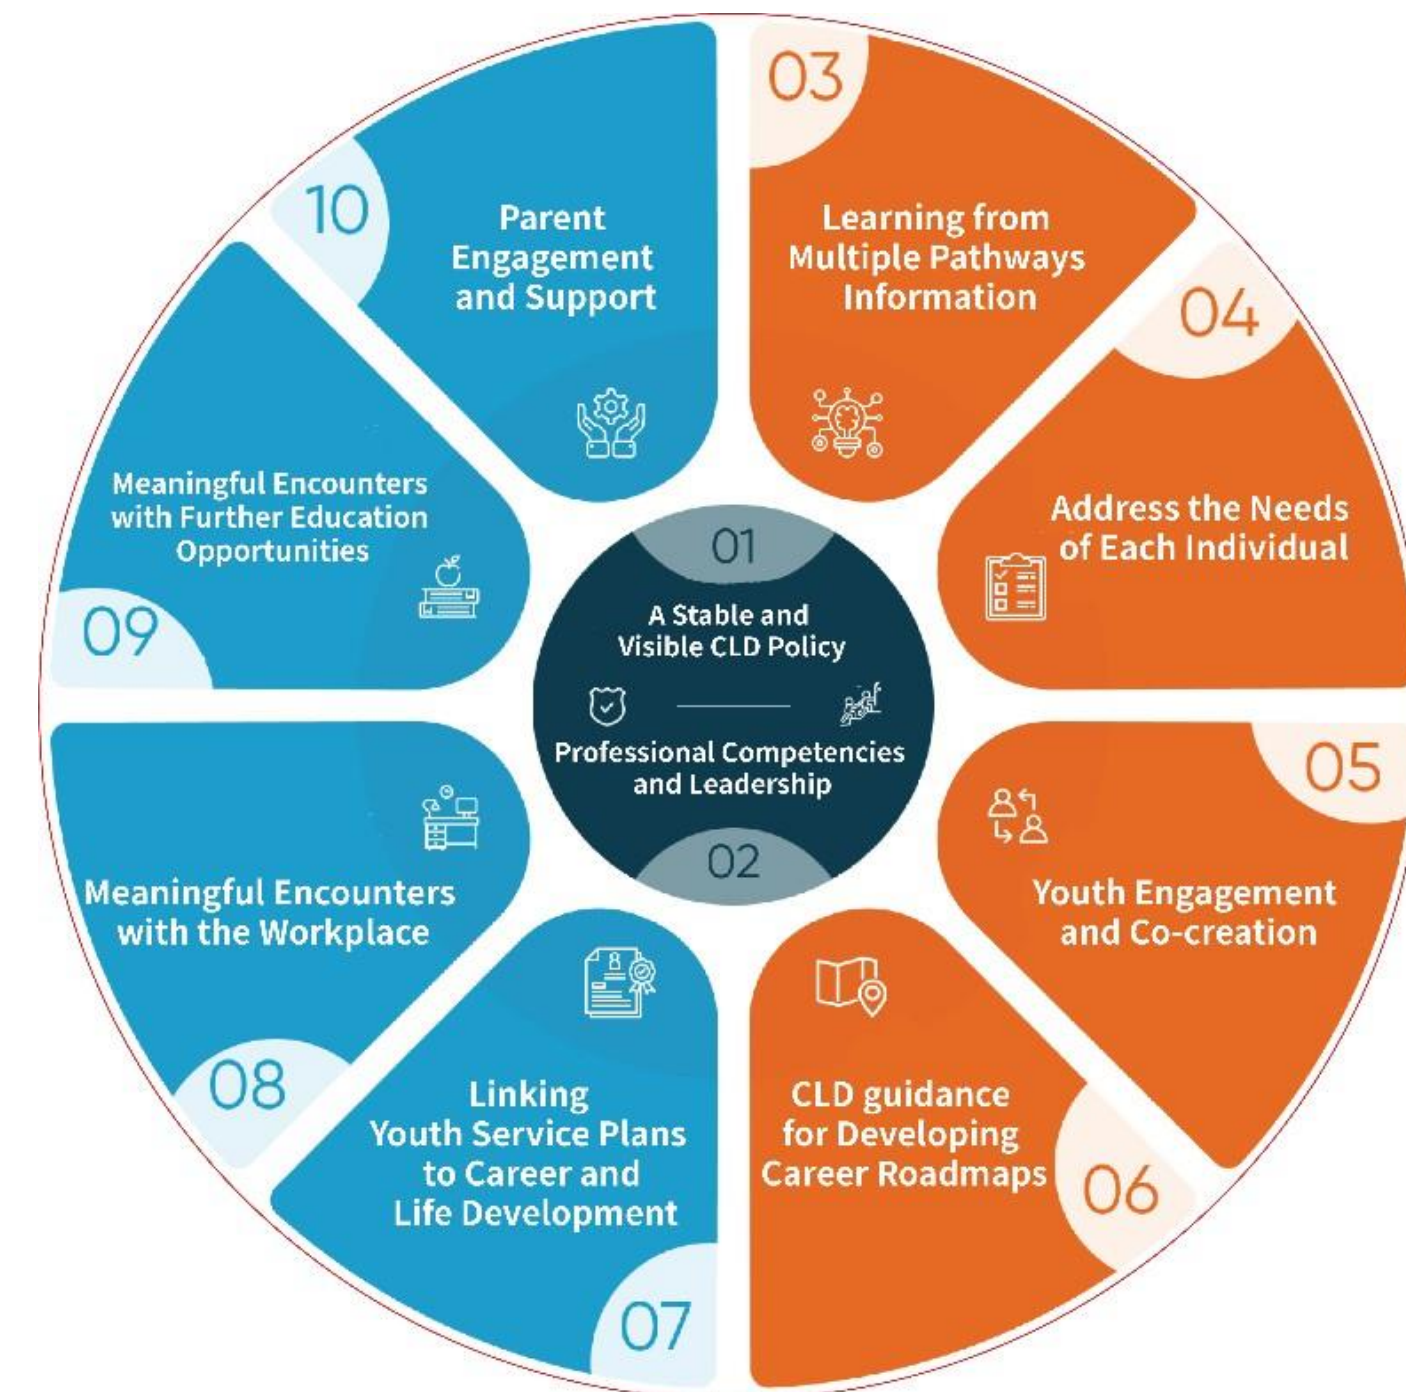 01
A Stable and
Visible CLD Policy
Professional Competencies
and Leadership
02
03
Learning from
Multiple Pathways
Information
04
Address the Needs
of Each Individual
05
Youth Engagement
and Co-creation
CLD guidance
for Developing
Career Roadmaps
06
Linking
Youth Service Plans
to Career and
Life Development
07
Meaningful Encounters
with the Workplace
08
Meaningful Encounters
with Further Education
Opportunities
09
10
Parent
Engagement
and Support